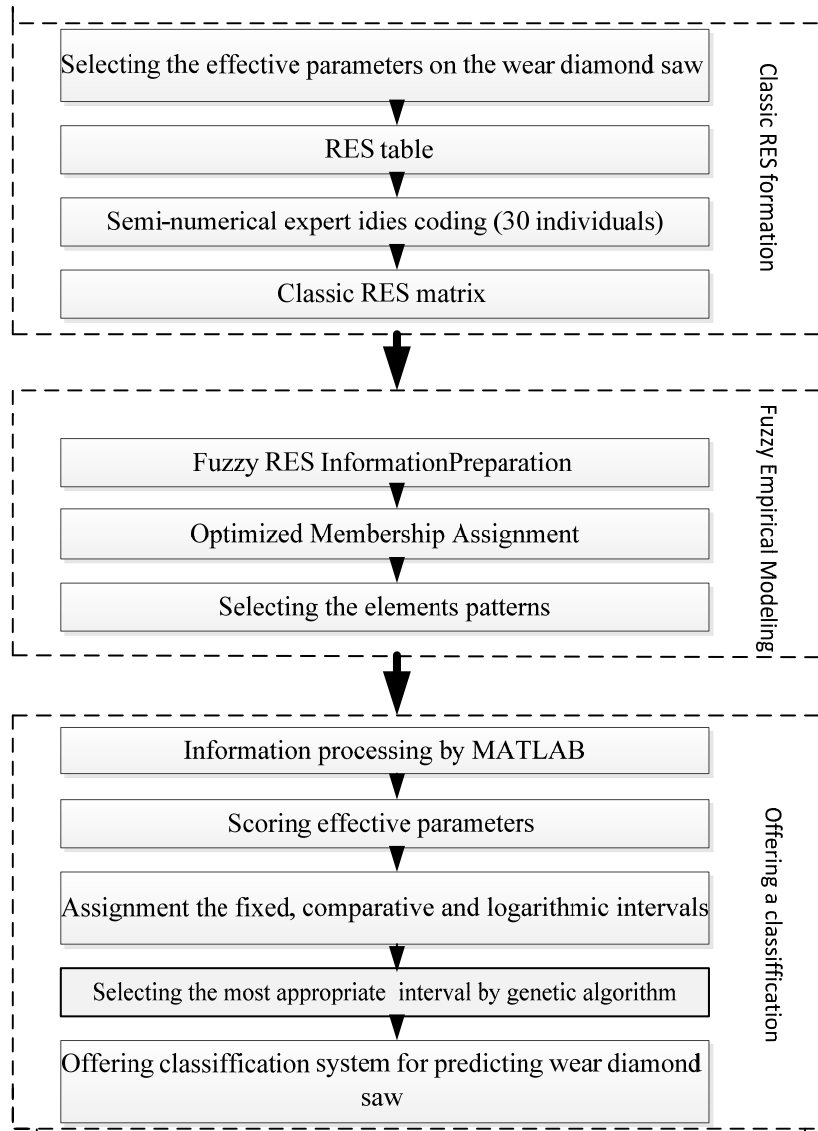 Selecting the effective parameters on the wear diamond saw
RES table
Semi-numerical expert idies coding (30 individuals)
Classic RES matrix
Classic RES formation
Fuzzy RES InformationPreparation
Optimized Membership Assignment
Selecting the elements patterns
Fuzzy Empirical Modeling
Information processing by MATLAB
Scoring effective parameters
Assignment the fixed, comparative and logarithmic intervals
Selecting the most appropriate interval by genetic algorithm
Offering classiffication system for predicting wear diamond
saw
Offering a classiffication